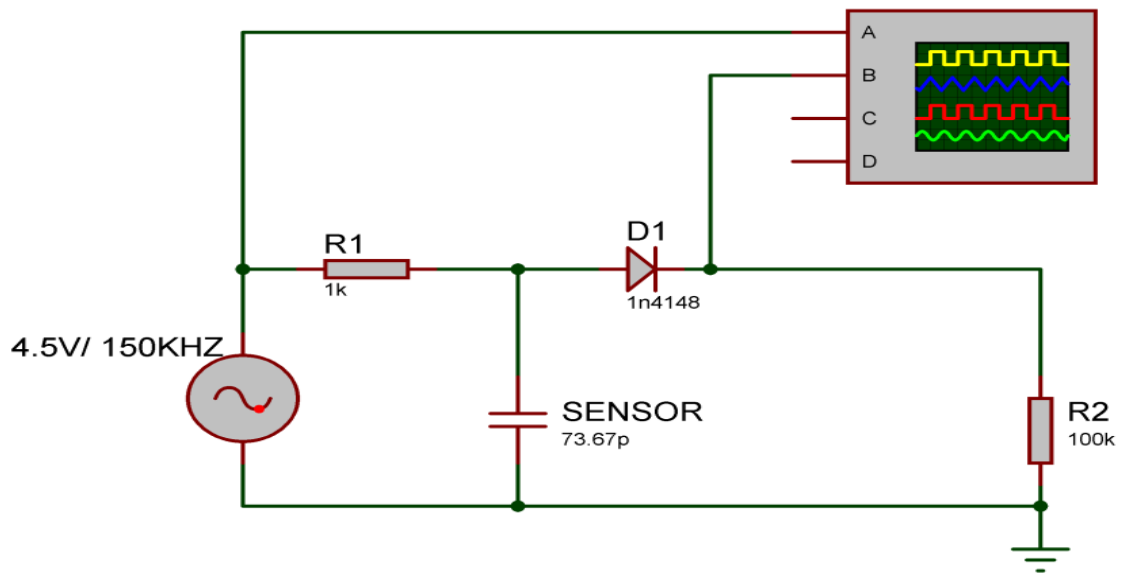 A
B
C
D
R1
1k
D1
1n4148
4.5V/ 150KHZ
SENSOR
73.67p
R2
100k